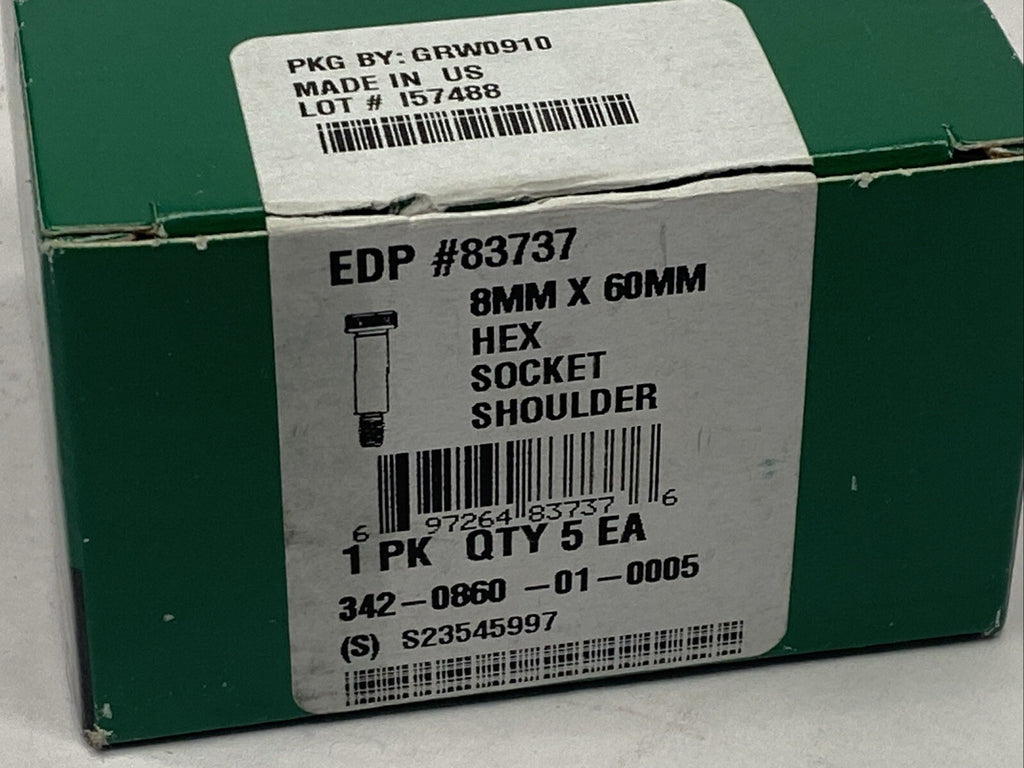 PKG BY: GRW0910
MADE IN US
LOT # I57488
EDP #83737
8MM X 60MM
HEX
SOCKET
SHOULDER
6 97264 83737 6
1 PK QTY 5 EA
342-0860 -01-0005
(S) S23545997